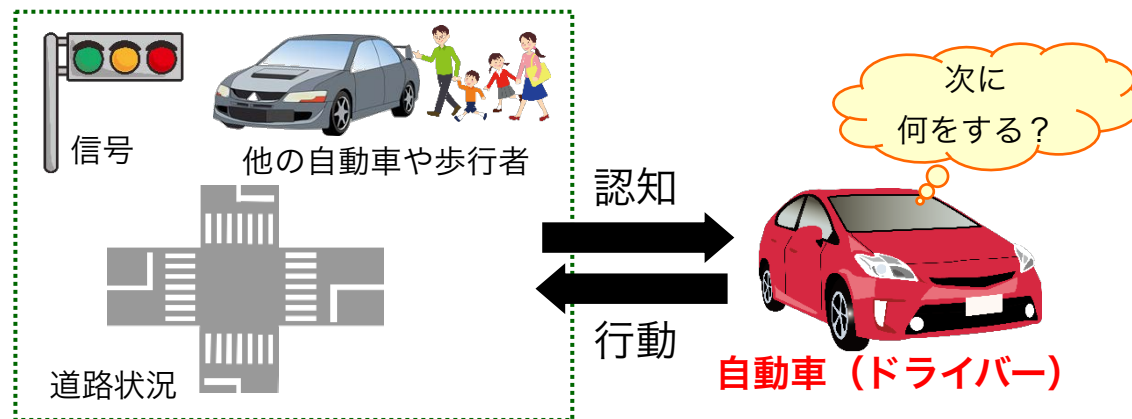 信号
他の自動車や歩行者
道路状況
認知
行動
次に
何をする？
自動車（ドライバー）